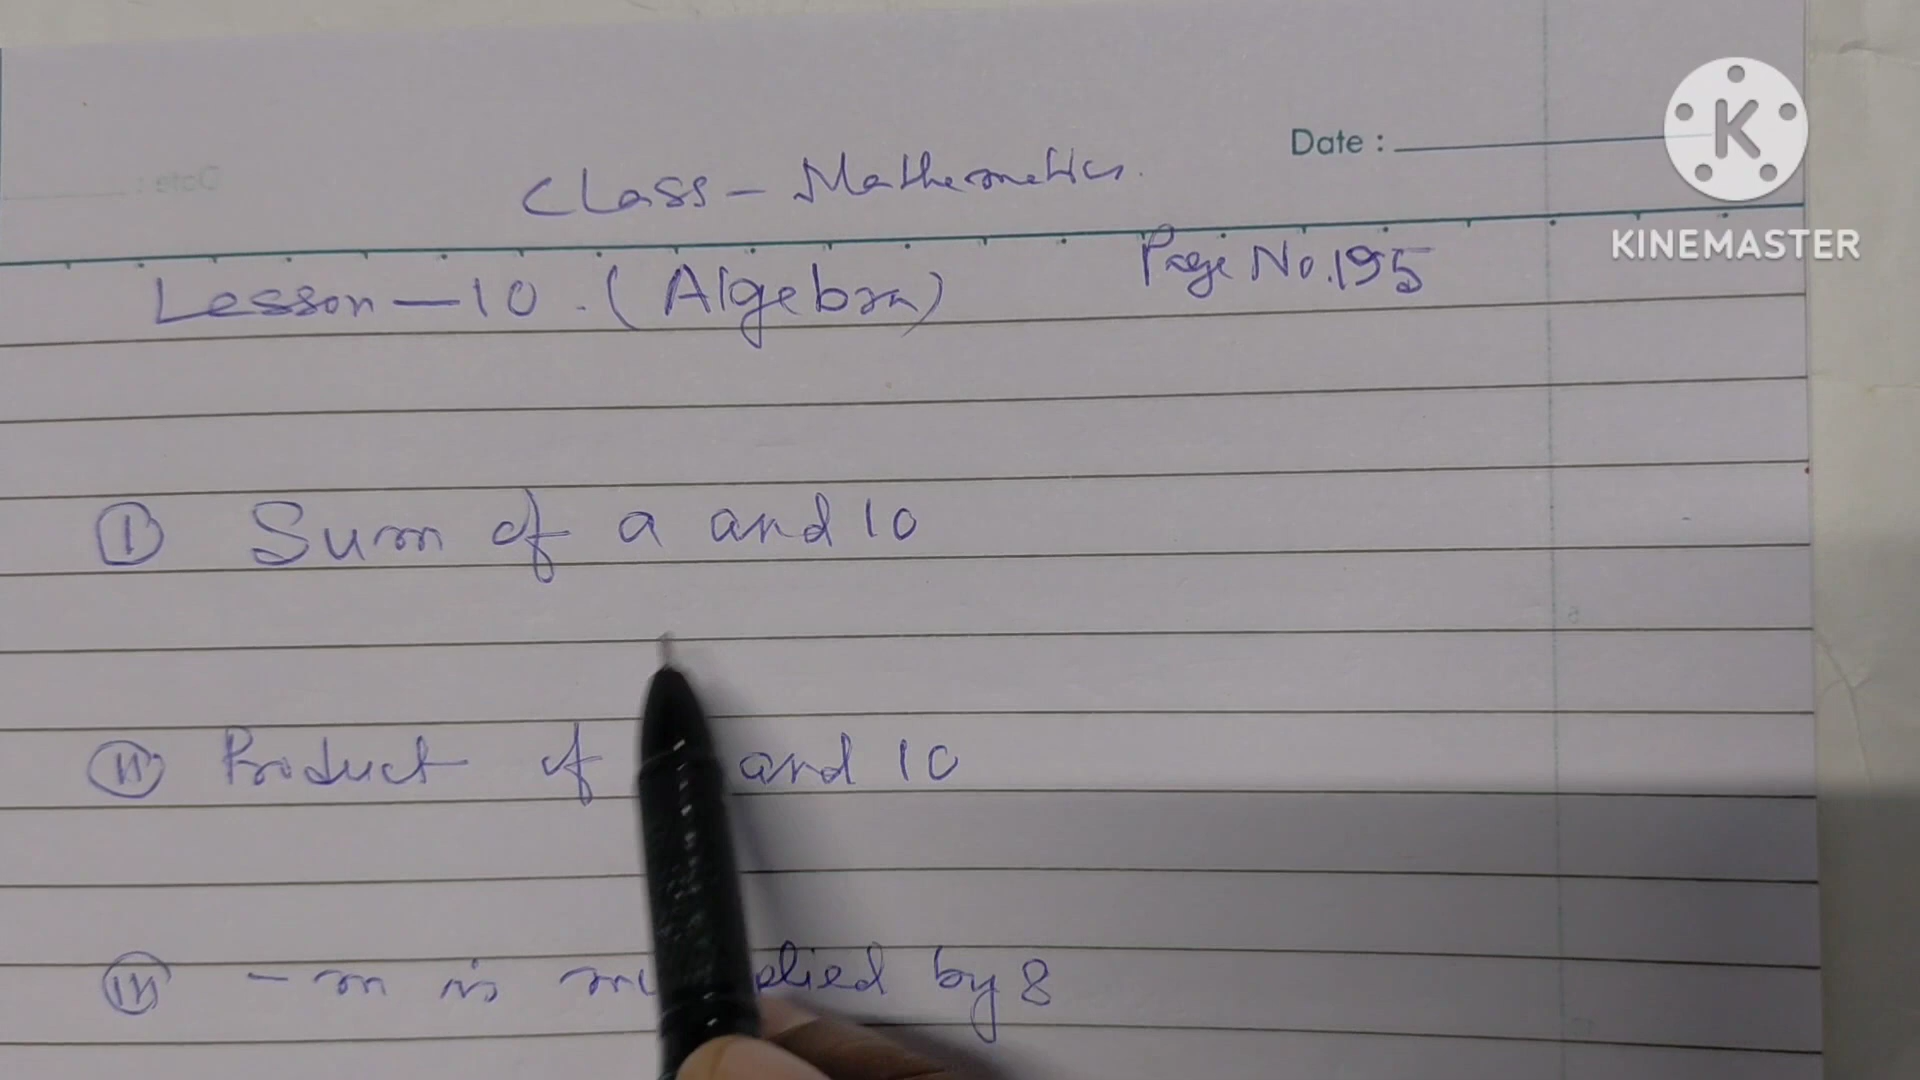 Date :
K
KINEMASTER
Class - Mathematics.
Lesson - 10 . (Algebra)
Page No. 195
(I) Sum of a and 10
(II) Product of and 10
(III) - m is by 8